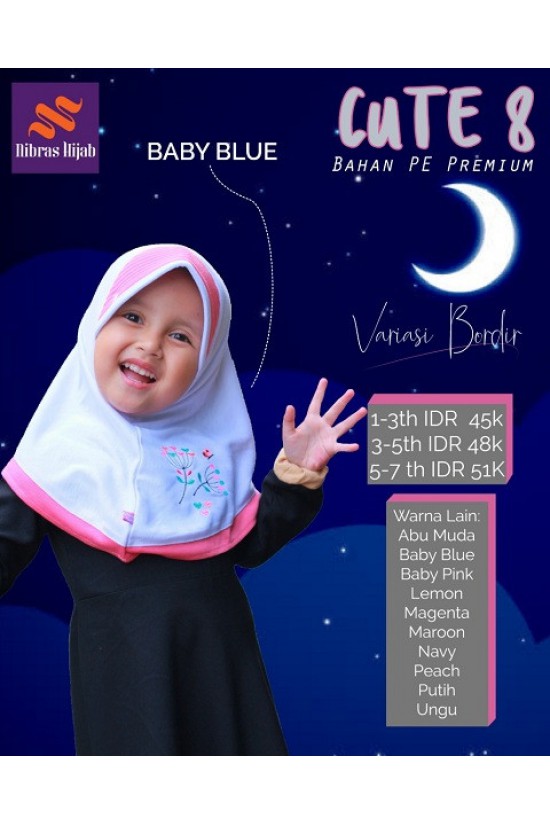 Nibras Hijab
CuTE 8
BAHAN PE PREMIUM
BABY BLUE
Variasi Bordir
1-3th IDR 45k
3-5th IDR 48k
5-7 th IDR 51K
Warna Lain:
Abu Muda
Baby Blue
Baby Pink
Lemon
Magenta
Maroon
Navy
Peach
Putih
Ungu